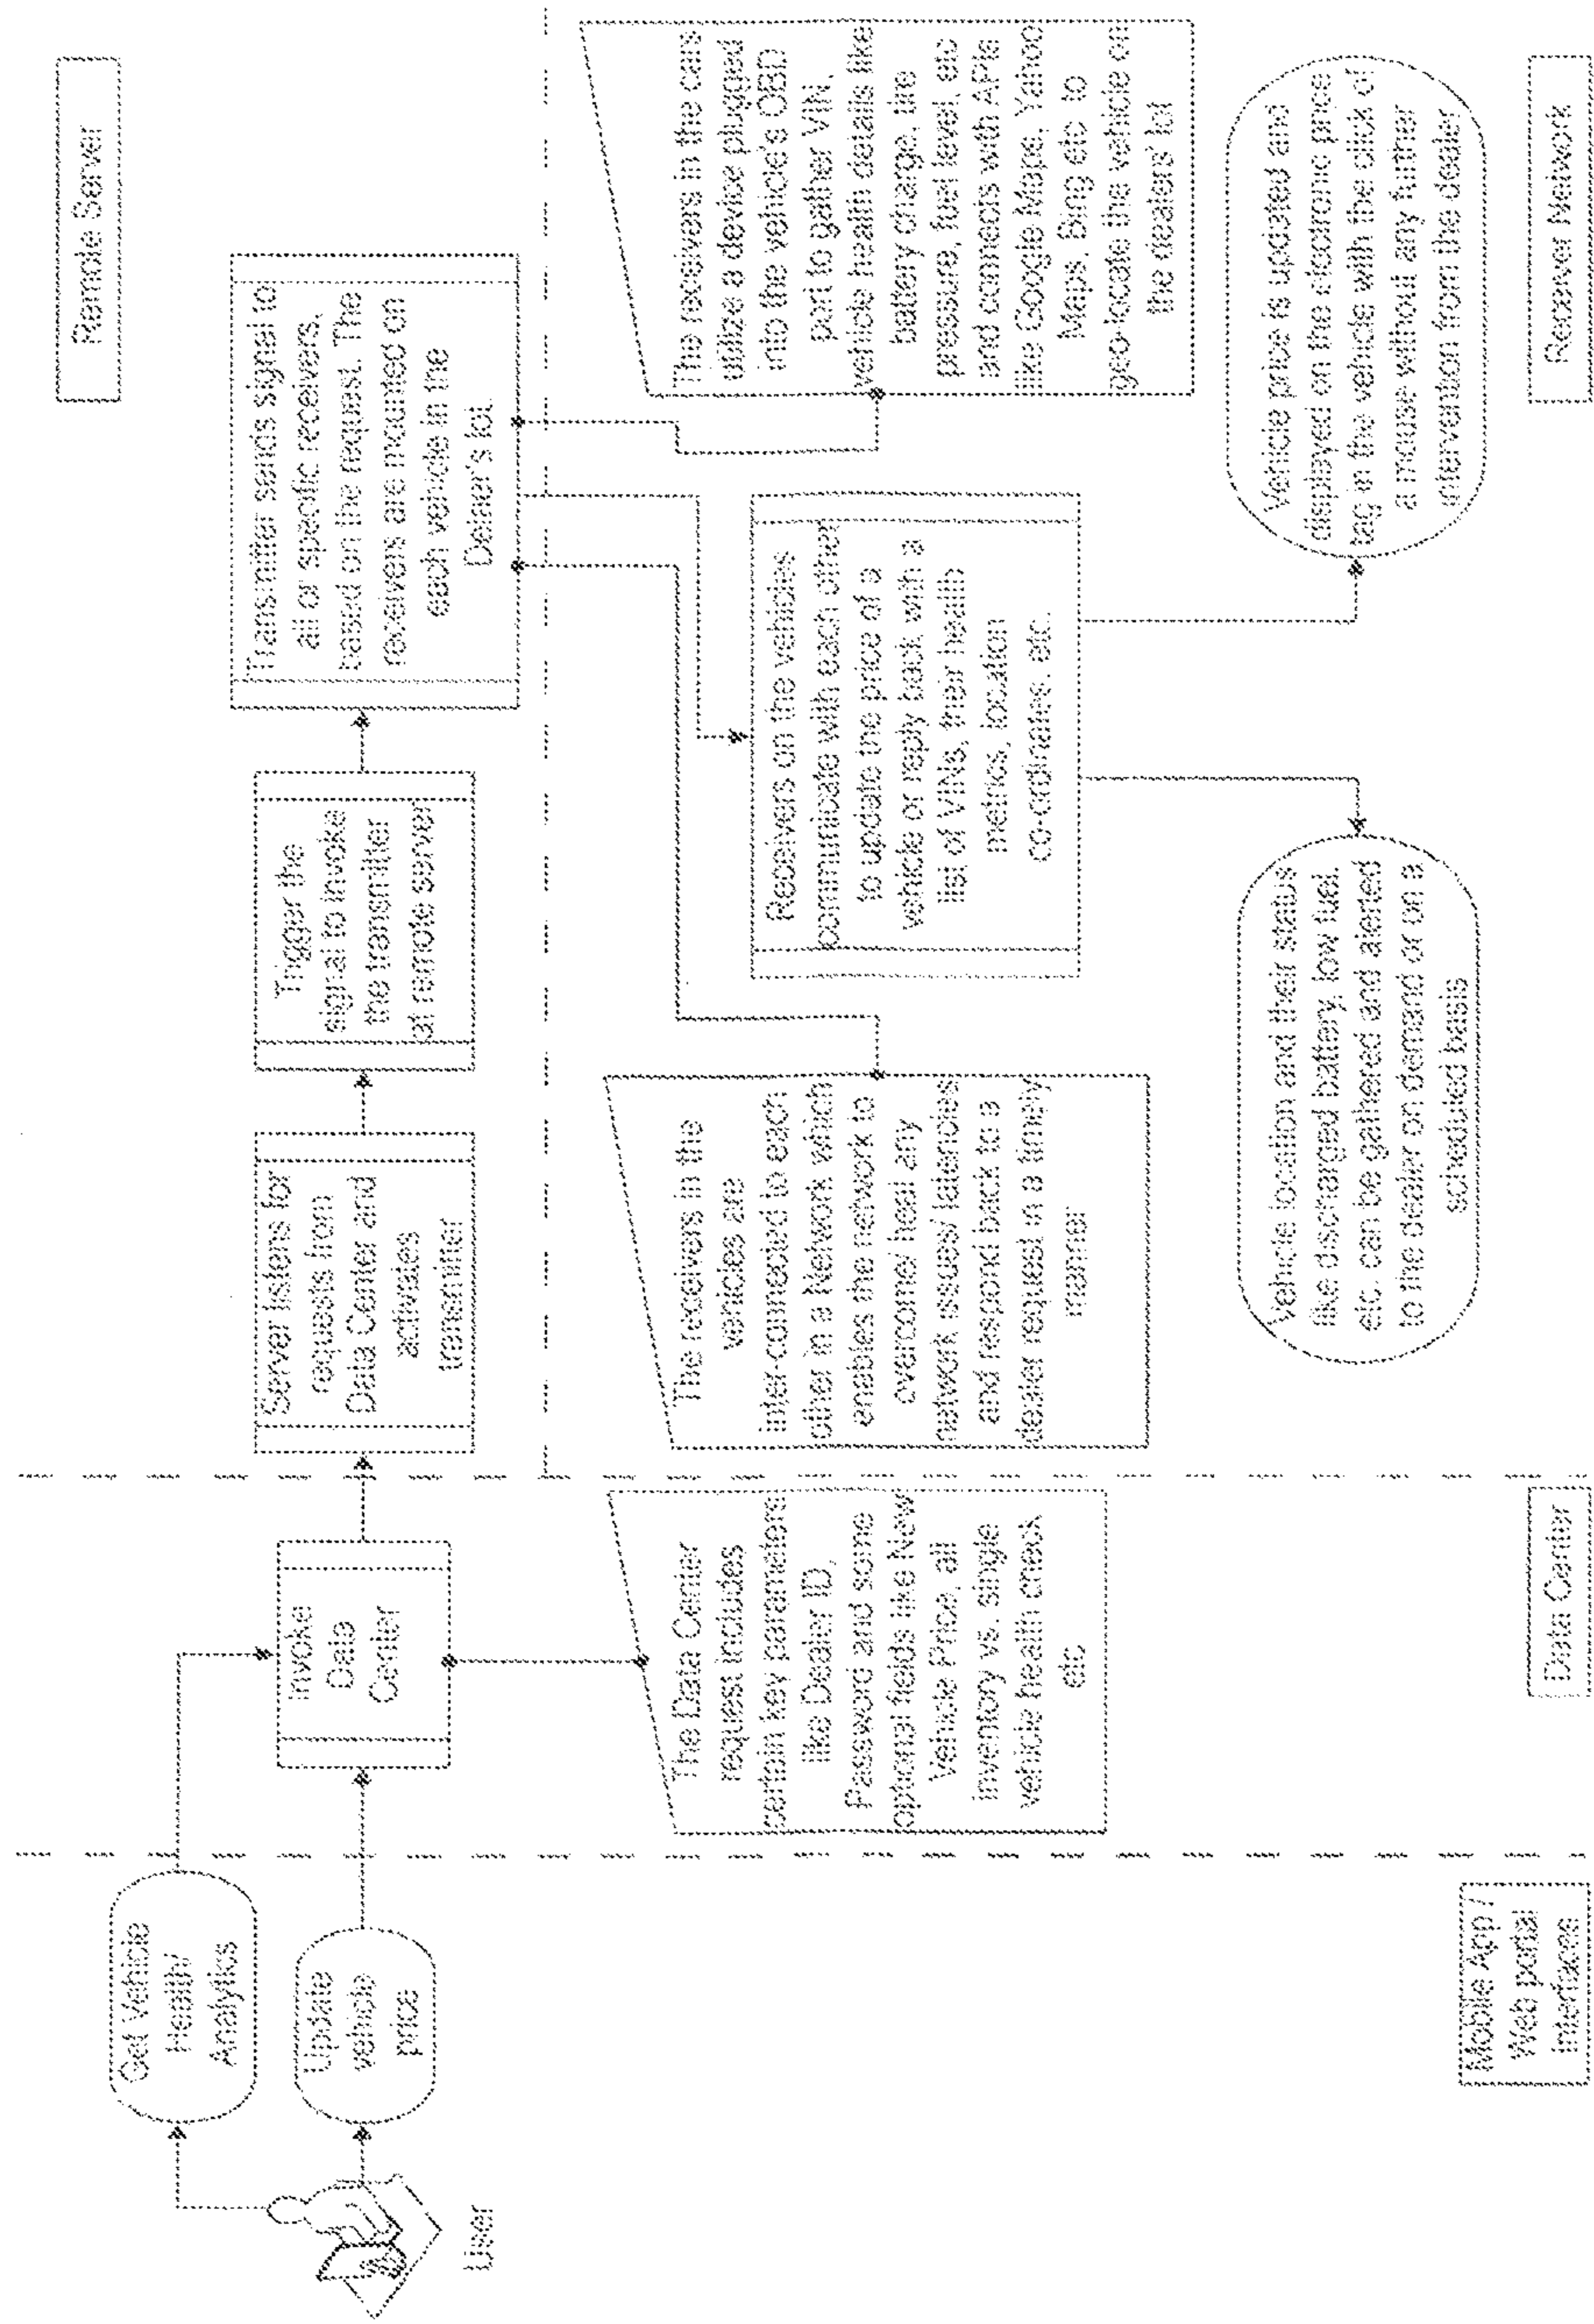 Remote Server
Get Vehicle
Health/
Analytics
Update
vehicle
price
User
Invoke
Data
Center
Server listens for
requests from
Data Center and
activates
transmitter
Trigger the
signal to invoke
the transmitter
at remote server
Transmitter sends signal to
all or specific receivers,
based on the request. The
receivers are mounted on
each vehicle in the
Delaer's lot.
The Data Center
request includes
certain key parameters
like Dealer ID,
Password and some
optional fields like New
Vehicle Price, all
inventory vs. single
vehicle health check
etc
The receivers in the
vehicles are
inter-connected to each
other in a Network which
enables the network to
overcome/ heal any
network issues/ latencies
and respond back to a
dealer request in a timely
manner
Receivers on the vehicles
communicate with each other
to update the price of a
vehicle or reply back with a
list of VINs, their health
metrics, location
co-ordinates, etc.
The receivers in the cars
utilize a device plugged
into the vehicle's OBD
port to gather VIN,
vehicle health details like
battery charge, tire
pressure, fuel level, etc
and connects with APIs
like Google Maps, Yahoo
Maps, Bing etc to
geo-locate the vehicle on
the dealers' lot
Vehicle location and their status
like discharged battery, low fuel,
etc. can be gathered and alerted
to the dealer on demand or on a
scheduled basis
Vehicle price is updated and
displayed on the electronic price
tag in the vehicle with the click of
a mouse without any further
intervention from the dealer
Mobile App /
Web portal
interfaces
Data Center
Receiver Network